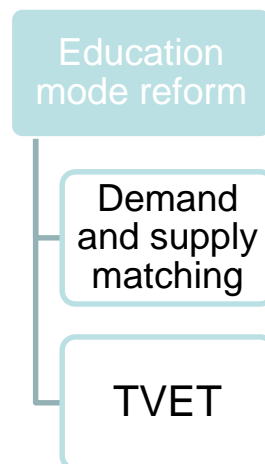 Education
mode reform
Demand
and supply
matching
TVET